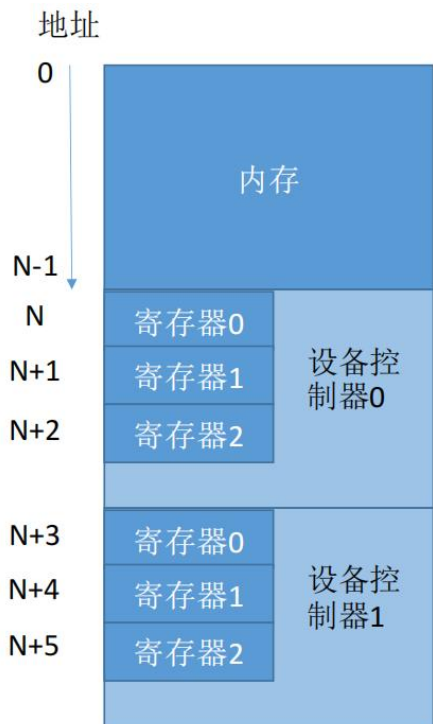 地址
0
内存
N-1
N
寄存器0
N+1
寄存器1
设备控
制器0
N+2
寄存器2
N+3
寄存器0
N+4
寄存器1
设备控
制器1
N+5
寄存器2